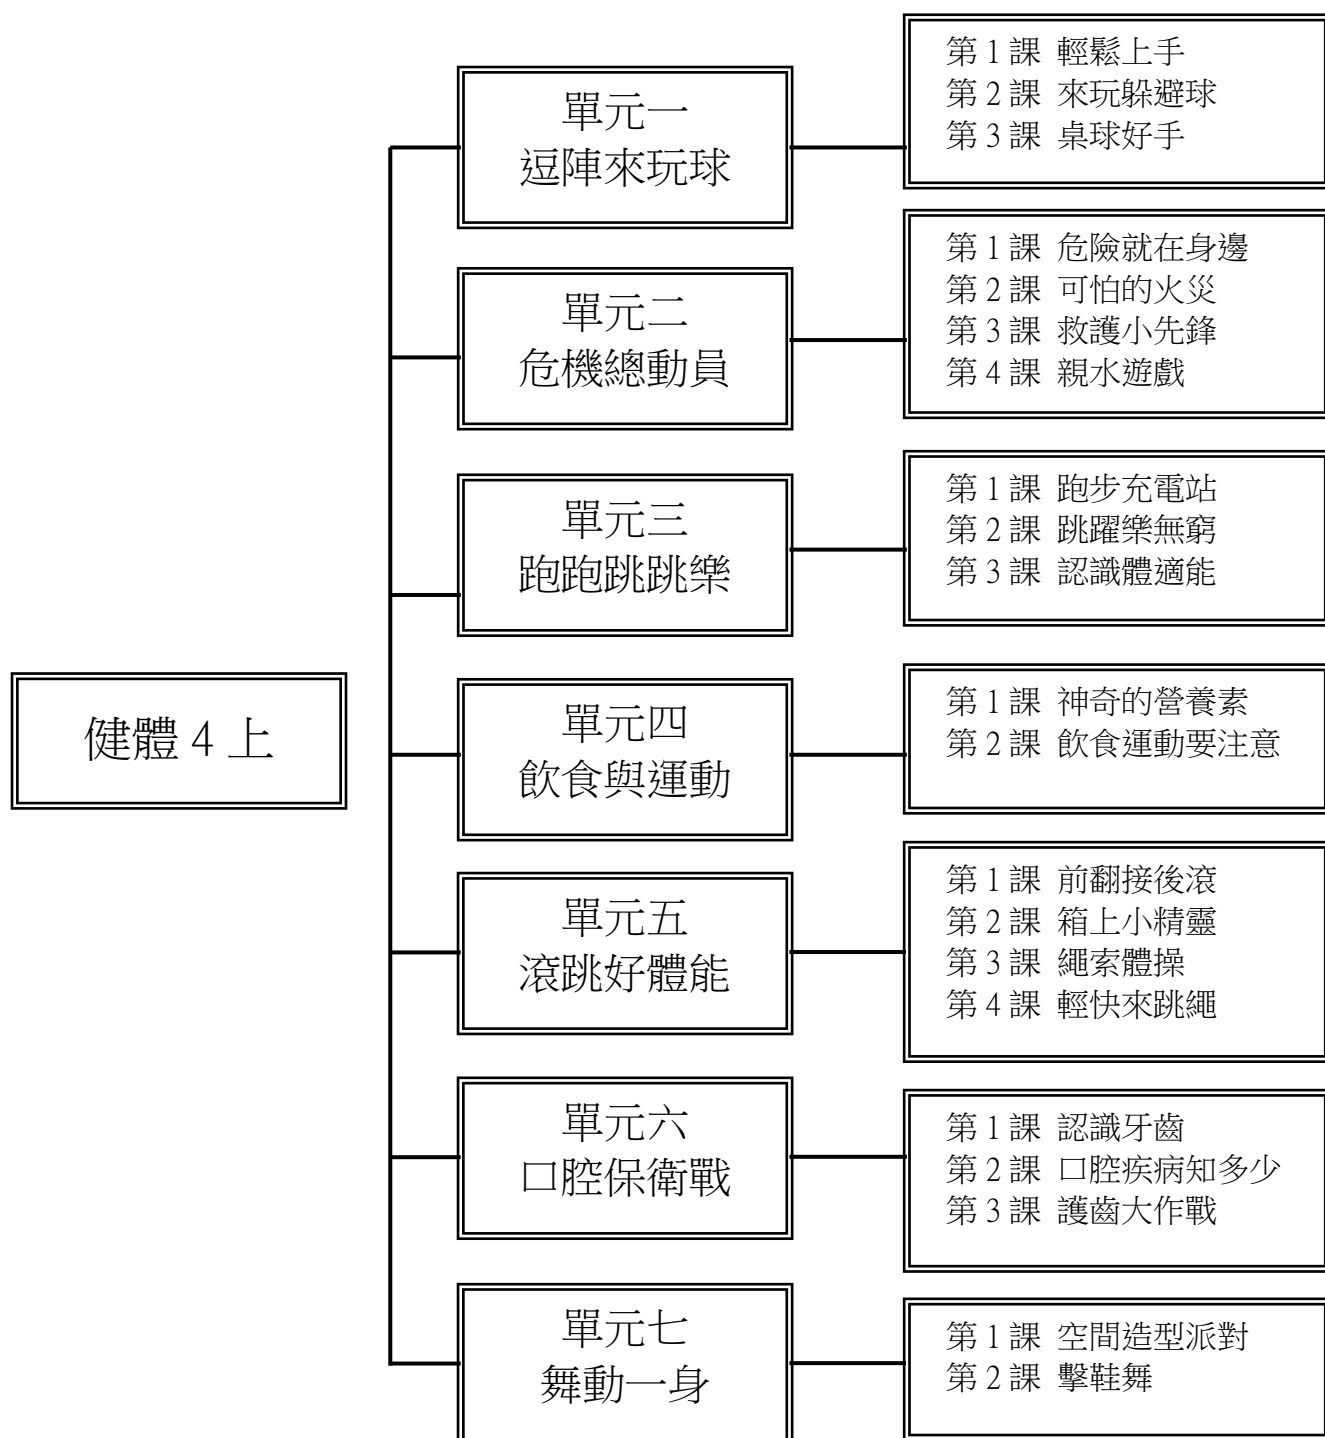 健體 4 上
單元一
逗陣來玩球
第 1 課 輕鬆上手
第 2 課 來玩躲避球
第 3 課 桌球好手
單元二
危機總動員
第 1 課 危險就在身邊
第 2 課 可怕的火災
第 3 課 救護小先鋒
第 4 課 親水遊戲
單元三
跑跑跳跳樂
第 1 課 跑步充電站
第 2 課 跳躍樂無窮
第 3 課 認識體適能
單元四
飲食與運動
第 1 課 神奇的營養素
第 2 課 飲食運動要注意
單元五
滾跳好體能
第 1 課 前翻接後滾
第 2 課 箱上小精靈
第 3 課 繩索體操
第 4 課 輕快來跳繩
單元六
口腔保衛戰
第 1 課 認識牙齒
第 2 課 口腔疾病知多少
第 3 課 護齒大作戰
單元七
舞動一身
第 1 課 空間造型派對
第 2 課 擊鞋舞